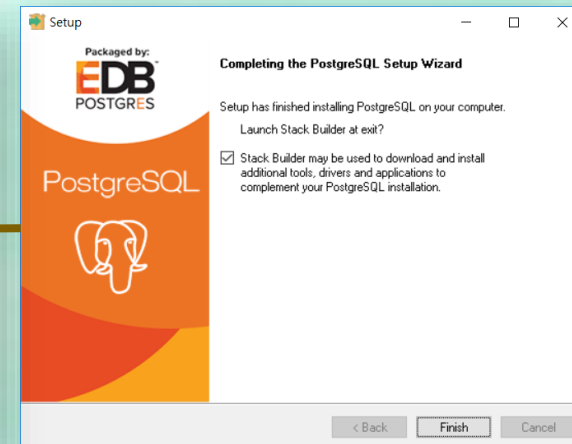 Setup
Packaged by:
EDB
POSTGRES
PostgreSQL
Completing the PostgreSQL Setup Wizard
Setup has finished installing PostgreSQL on your computer.
Launch Stack Builder at exit?
Stack Builder may be used to download and install
additional tools, drivers and applications to
complement your PostgreSQL installation.
< Back
Finish
Cancel